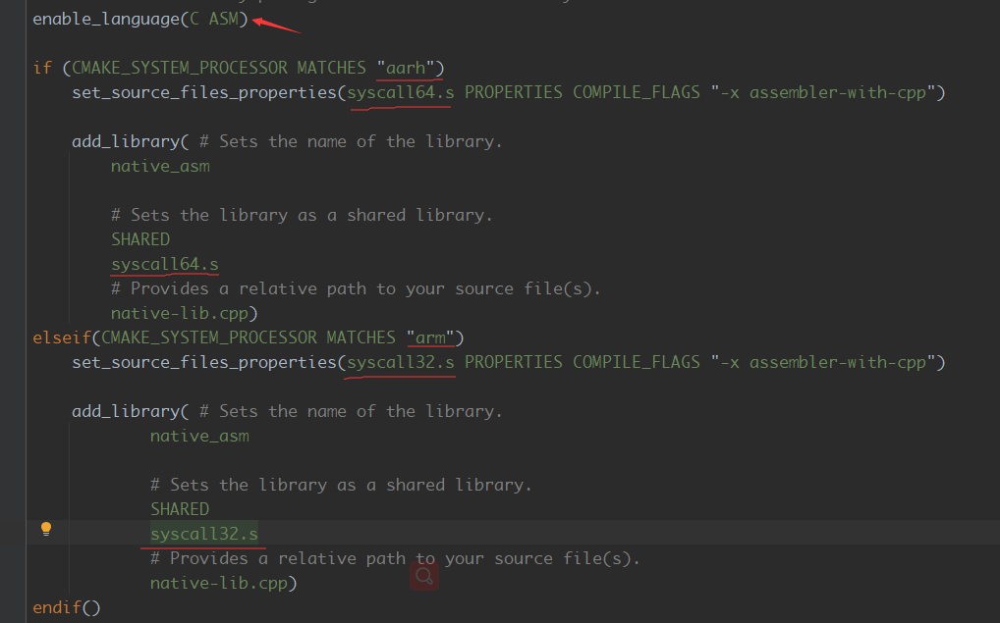 enable_language(C ASM)
if (CMAKE_SYSTEM_PROCESSOR MATCHES "aarh")
set_source_files_properties(syscall64.s PROPERTIES COMPILE_FLAGS "-x assembler-with-cpp")
add_library( # Sets the name of the library.
native_asm
# Sets the library as a shared library.
SHARED
syscall64.s
# Provides a relative path to your source file(s).
native-lib.cpp)
elseif(CMAKE_SYSTEM_PROCESSOR MATCHES "arm")
set_source_files_properties(syscall32.s PROPERTIES COMPILE_FLAGS "-x assembler-with-cpp")
add_library( # Sets the name of the library.
native_asm
# Sets the library as a shared library.
SHARED
syscall32.s
# Provides a relative path to your source file(s).
native-lib.cpp)
endif()